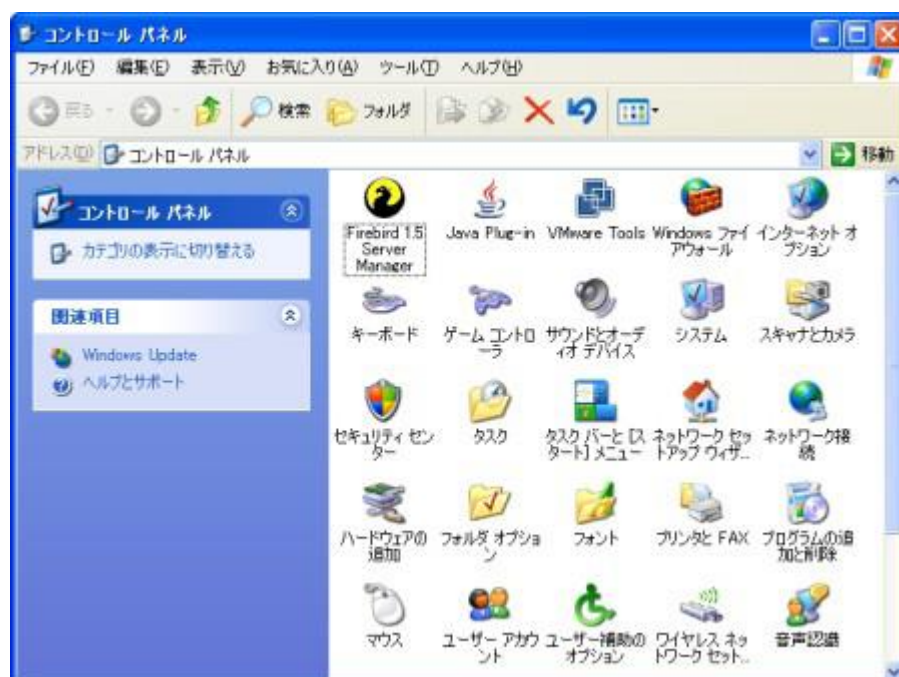 コントロール パネル
ファイル(F) 編集(E) 表示(V) お気に入り(A) ツール(T) ヘルプ(H)
戻る 検索 フォルダ
アドレス(D) コントロール パネル 移動
コントロール パネル
カテゴリの表示に切り替える
関連項目
Windows Update
ヘルプとサポート
Firebird 1.5
Server
Manager
Java Plug-in
VMware Tools
Windows ファイ
アウォール
インターネット オ
プション
キーボード
ゲーム コントロ
ーラ
サウンドとオーデ
ィオ デバイス
システム
スキャナとカメラ
セキュリティ セン
ター
タスク
タスク バーと [ス
タート] メニュー
ネットワーク セッ
トアップ ウィザ...
ネットワーク接
続
ハードウェアの
追加
フォルダ オプショ
ン
フォント
プリンタと FAX
プログラムの追
加と削除
マウス
ユーザー アカウ
ント
ユーザー補助の
オプション
ワイヤレス ネッ
トワーク セット...
音声認識